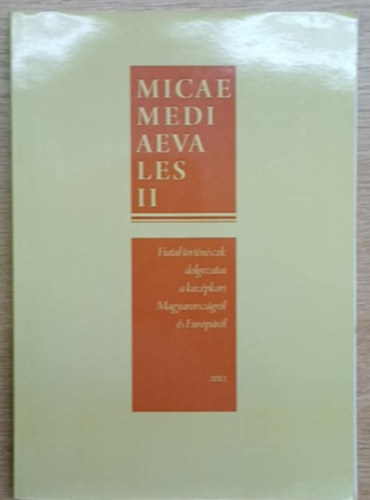 MICAE
MEDI
AEVA
LES
II
Fiatal történészek
dolgozatai
a középkori
Magyarországról
és Európáról
2012